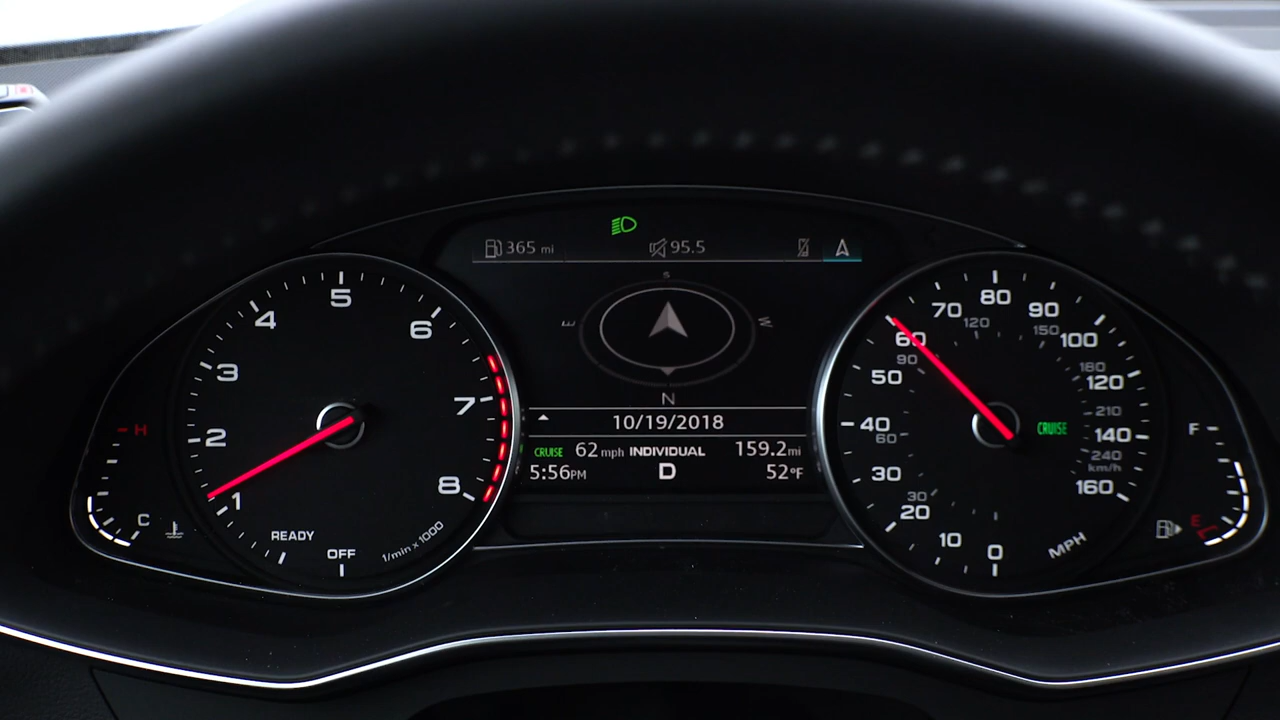 365 mi
95.5
S
E
W
N
10/19/2018
CRUISE 62 mph INDIVIDUAL 159.2 mi
5:56PM D 52°F
5
4
6
3
7
2
1
8
READY
OFF
1/min x 1000
H
C
80
70
90
120
150
60
100
90
180
50
120
210
40
CRUISE
140
60
240
km/h
30
160
30
20
10
0
MPH
F
E